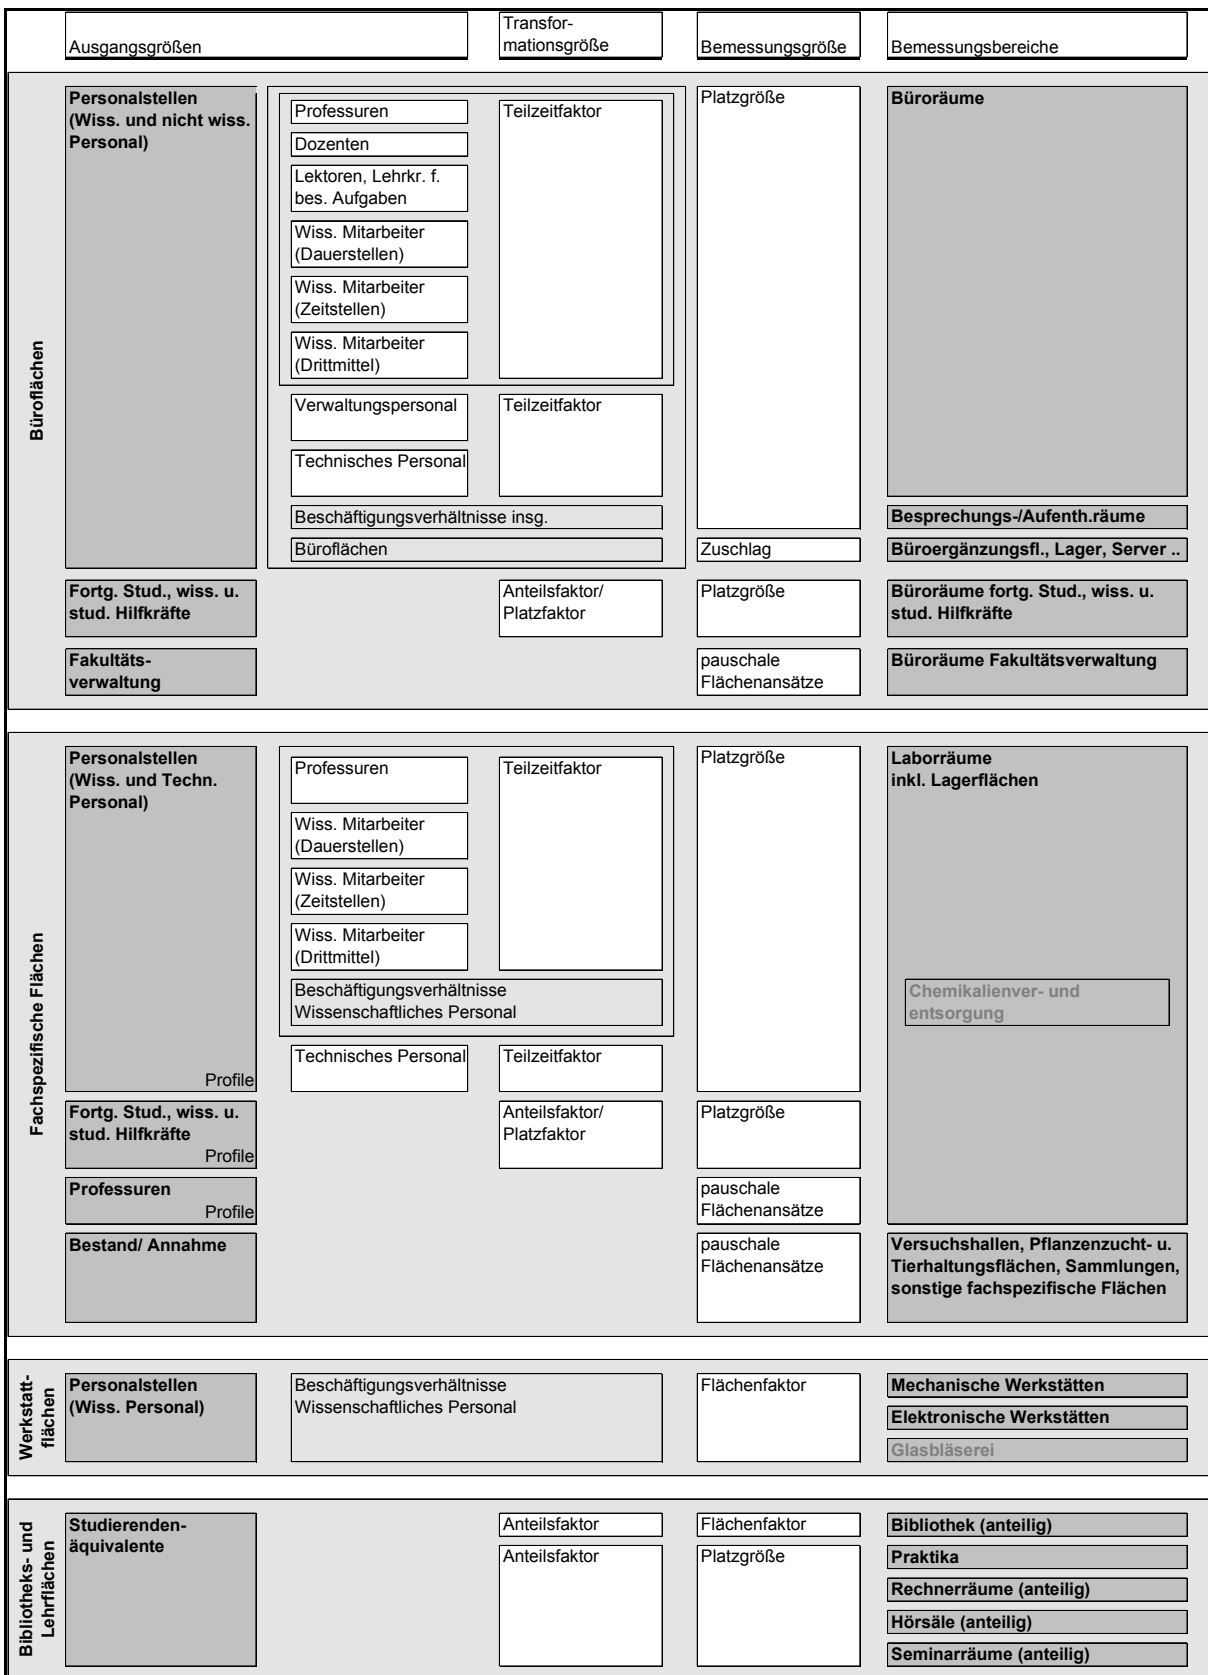 Ausgangsgrößen
Transfor-
mationsgröße
Bemessungsgröße
Bemessungsbereiche
Büroflächen
Personalstellen
(Wiss. und nicht wiss.
Personal)
Professuren
Dozenten
Lektoren, Lehrkr. f.
bes. Aufgaben
Wiss. Mitarbeiter
(Dauerstellen)
Wiss. Mitarbeiter
(Zeitstellen)
Wiss. Mitarbeiter
(Drittmittel)
Teilzeitfaktor
Verwaltungspersonal
Technisches Personal
Teilzeitfaktor
Beschäftigungsverhältnisse insg.
Büroflächen
Platzgröße
Zuschlag
Büroräume
Besprechungs-/Aufenth.räume
Büroergänzungsfl., Lager, Server ..
Fortg. Stud., wiss. u.
stud. Hilfkräfte
Anteilsfaktor/
Platzfaktor
Platzgröße
Büroräume fortg. Stud., wiss. u.
stud. Hilfkräfte
Fakultäts-
verwaltung
pauschale
Flächenansätze
Büroräume Fakultätsverwaltung
Fachspezifische Flächen
Personalstellen
(Wiss. und Techn.
Personal)
Profile
Professuren
Wiss. Mitarbeiter
(Dauerstellen)
Wiss. Mitarbeiter
(Zeitstellen)
Wiss. Mitarbeiter
(Drittmittel)
Teilzeitfaktor
Beschäftigungsverhältnisse
Wissenschaftliches Personal
Technisches Personal
Teilzeitfaktor
Platzgröße
Laborräume
inkl. Lagerflächen
Chemikalienver- und
entsorgung
Fortg. Stud., wiss. u.
stud. Hilfkräfte
Profile
Anteilsfaktor/
Platzfaktor
Platzgröße
Professuren
Profile
pauschale
Flächenansätze
Bestand/ Annahme
pauschale
Flächenansätze
Versuchshallen, Pflanzenzucht- u.
Tierhaltungsflächen, Sammlungen,
sonstige fachspezifische Flächen
Werkstatt-
flächen
Personalstellen
(Wiss. Personal)
Beschäftigungsverhältnisse
Wissenschaftliches Personal
Flächenfaktor
Mechanische Werkstätten
Elektronische Werkstätten
Glasbläserei
Bibliotheks- und
Lehrflächen
Studierenden-
äquivalente
Anteilsfaktor
Flächenfaktor
Bibliothek (anteilig)
Anteilsfaktor
Platzgröße
Praktika
Rechnerräume (anteilig)
Hörsäle (anteilig)
Seminarräume (anteilig)